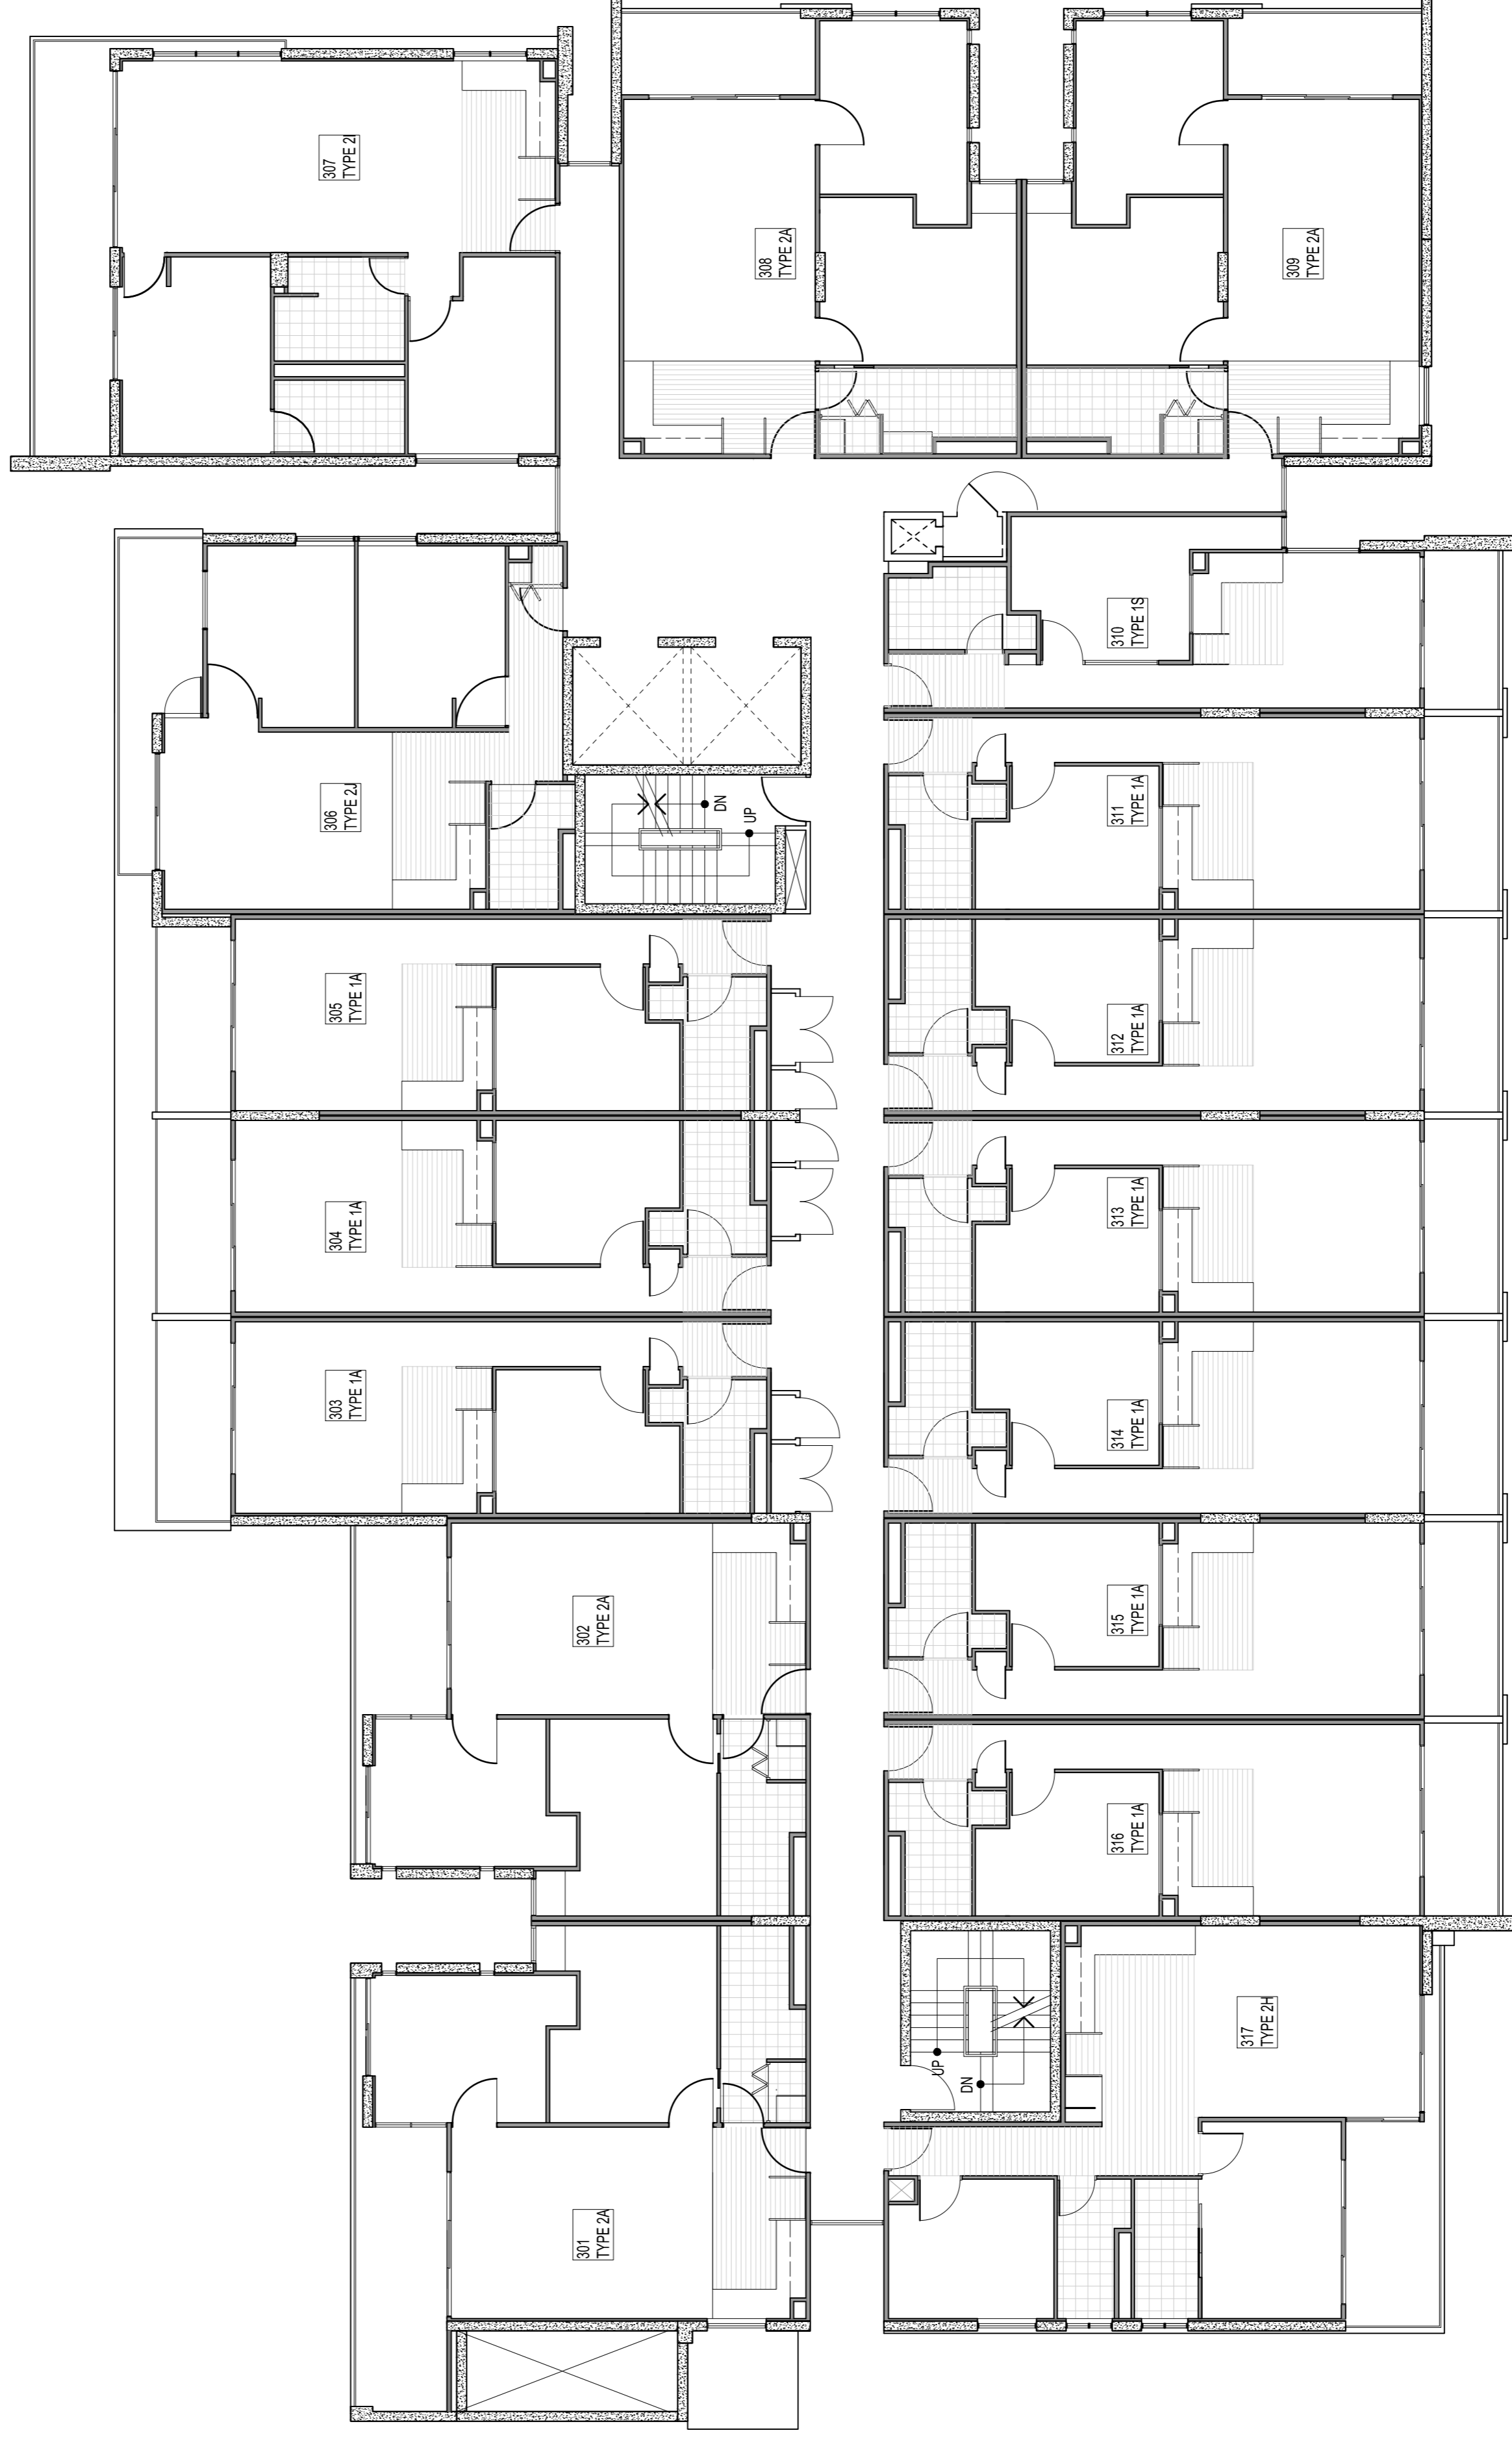 307
TYPE 2I
308
TYPE 2A
309
TYPE 2A
310
TYPE 1S
306
TYPE 2J
DN
UP
311
TYPE 1A
305
TYPE 1A
312
TYPE 1A
304
TYPE 1A
313
TYPE 1A
303
TYPE 1A
314
TYPE 1A
302
TYPE 2A
315
TYPE 1A
316
TYPE 1A
317
TYPE 2H
UP
DN
301
TYPE 2A